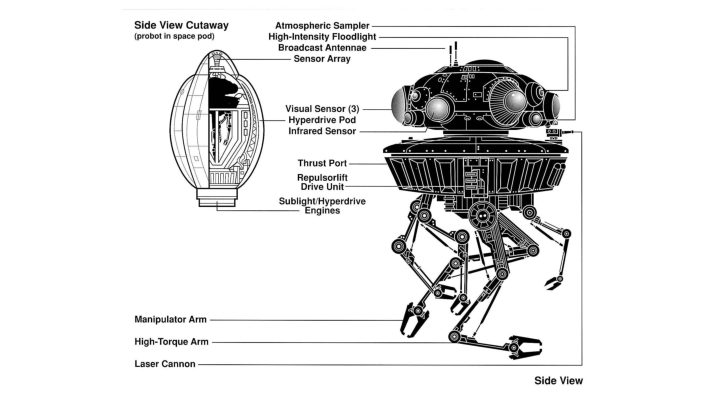 Side View Cutaway
(probot in space pod)
Atmospheric Sampler
High-Intensity Floodlight
Broadcast Antennae
Sensor Array
Visual Sensor (3)
Hyperdrive Pod
Infrared Sensor
Thrust Port
Repulsorlift
Drive Unit
Sublight/Hyperdrive
Engines
Manipulator Arm
High-Torque Arm
Laser Cannon
Side View